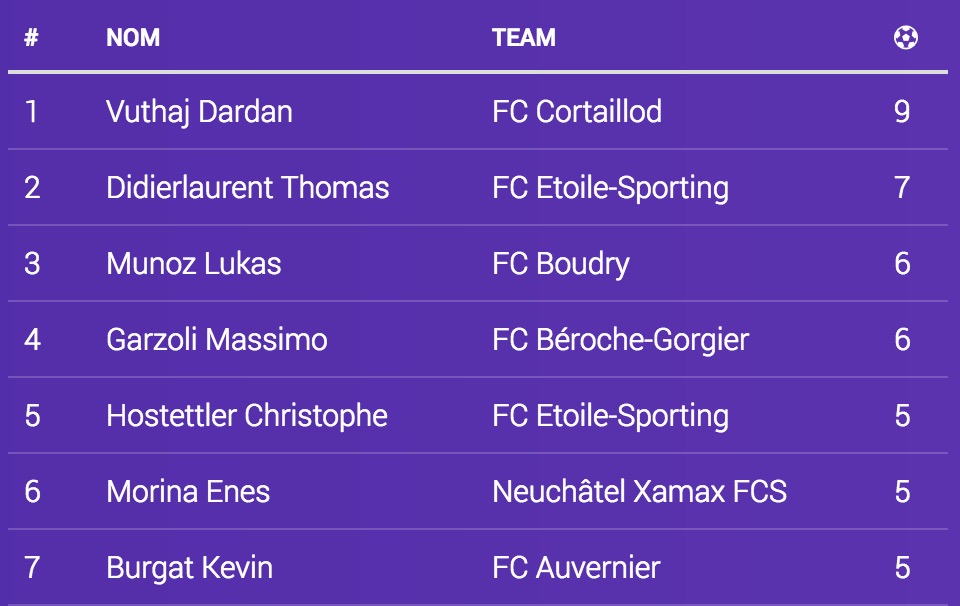 # NOM TEAM
1 Vuthaj Dardan FC Cortaillod 9
2 Didierlaurent Thomas FC Etoile-Sporting 7
3 Munoz Lukas FC Boudry 6
4 Garzoli Massimo FC Béroche-Gorgier 6
5 Hostettler Christophe FC Etoile-Sporting 5
6 Morina Enes Neuchâtel Xamax FCS 5
7 Burgat Kevin FC Auvernier 5